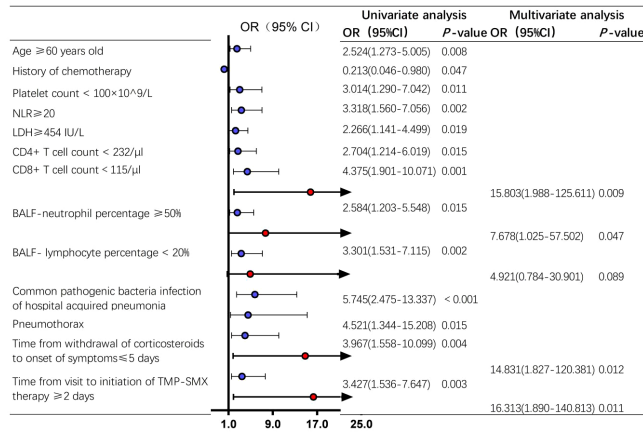 Univariate analysis Multivariate analysis
OR（95% CI） OR（95%CI） P-value OR（95%CI） P-value
Age ≥60 years old 2.524(1.273-5.005) 0.008
History of chemotherapy 0.213(0.046-0.980) 0.047
Platelet count < 100×10^9/L 3.014(1.290-7.042) 0.011
NLR≥20 3.318(1.560-7.056) 0.002
LDH≥454 IU/L 2.266(1.141-4.499) 0.019
CD4+ T cell count < 232/μl 2.704(1.214-6.019) 0.015
CD8+ T cell count < 115/μl 4.375(1.901-10.071) 0.001
15.803(1.988-125.611) 0.009
BALF-neutrophil percentage ≥50% 2.584(1.203-5.548) 0.015
7.678(1.025-57.502) 0.047
BALF- lymphocyte percentage < 20% 3.301(1.531-7.115) 0.002
4.921(0.784-30.901) 0.089
Common pathogenic bacteria infection
of hospital acquired pneumonia 5.745(2.475-13.337) < 0.001
Pneumothorax 4.521(1.344-15.208) 0.015
Time from withdrawal of corticosteroids 3.967(1.558-10.099) 0.004
to onset of symptoms≤5 days
14.831(1.827-120.381) 0.012
Time from visit to initiation of TMP-SMX 3.427(1.536-7.647) 0.003
therapy ≥2 days
16.313(1.890-140.813) 0.011
1.0 9.0 17.0 25.0